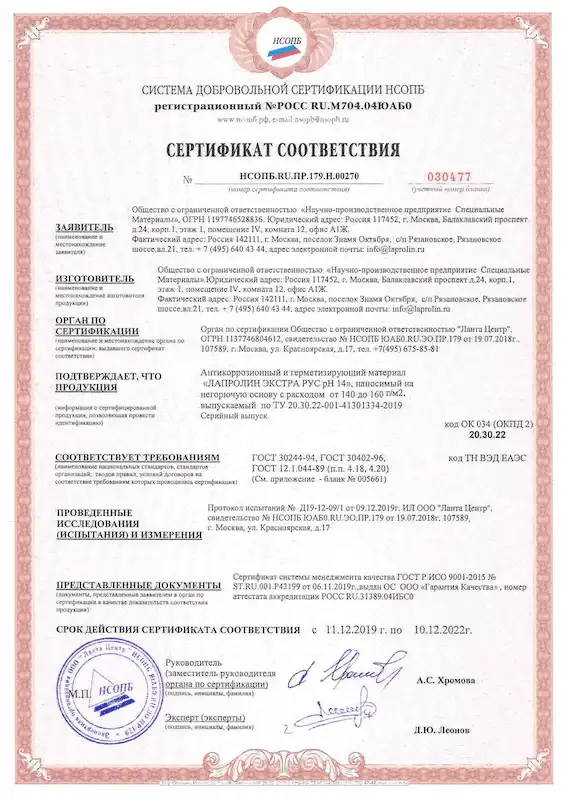 НСОПБ
СИСТЕМА ДОБРОВОЛЬНОЙ СЕРТИФИКАЦИИ НСОПБ
регистрационный №РОСС RU.М704.04ЮАБ0
www.нсопб.рф, e-mail:nsopb@nsopb.ru
СЕРТИФИКАТ СООТВЕТСТВИЯ
№ НСОПБ.RU.ПР.179.Н.00270 030477
(номер сертификата соответствия) (учетный номер бланка)
ЗАЯВИТЕЛЬ
(наименование и
местонахождение
заявителя)
Общество с ограниченной ответственностью «Научно-производственное предприятие Специальные
Материалы», ОГРН 1197746528836. Юридический адрес: Россия 117452, г. Москва, Балаклавский проспект
д.24, корп.1, этаж 1, помещение IV, комната 12, офис А1Ж.
Фактический адрес: Россия 142111, г. Москва, поселок Знамя Октября, с/п Рязановское, Рязановское
шоссе,вл.21, тел. + 7 (495) 640 43 44, адрес электронной почты: info@laprolin.ru
ИЗГОТОВИТЕЛЬ
(наименование и
местонахождение изготовителя
продукции)
Общество с ограниченной ответственностью «Научно-производственное предприятие Специальные
Материалы».Юридический адрес: Россия 117452, г. Москва, Балаклавский проспект д.24, корп.1,
этаж 1, помещение IV, комната 12, офис А1Ж.
Фактический адрес: Россия 142111, г. Москва, поселок Знамя Октября, с/п Рязановское, Рязановское
шоссе,вл.21, тел. + 7 (495) 640 43 44, адрес электронной почты: info@laprolin.ru
ОРГАН ПО
СЕРТИФИКАЦИИ
(наименование и местонахождение органа по
сертификации, выдавшего сертификат
соответствия)
Орган по сертификации Общество с ограниченной ответственностью "Ланта Центр".
ОГРН 1137746804612, свидетельство № НСОПБ ЮАБ0.RU.ЭО.ПР.179 от 19.07.2018г.,
107589, г. Москва, ул. Красноярская, д.17, тел.+7(495) 675-85-81
ПОДТВЕРЖДАЕТ, ЧТО
ПРОДУКЦИЯ
(информация о сертифицированной
продукции, позволяющая провести
идентификацию)
Антикоррозионный и герметизирующий материал
«ЛАПРОЛИН ЭКСТРА РУС pH 14», наносимый на
негорючую основу с расходом от 140 до 160 г/м2,
выпускаемый по ТУ 20.30.22-001-41301334-2019
Серийный выпуск
код ОК 034 (ОКПД 2)
20.30.22
СООТВЕТСТВУЕТ ТРЕБОВАНИЯМ
(наименование национальных стандартов, стандартов
организаций, сводов правил, условий договоров на
соответствие требованиям которых проводилась сертификация)
ГОСТ 30244-94, ГОСТ 30402-96,
ГОСТ 12.1.044-89 (п.п. 4.18, 4.20)
(См. приложение - бланк № 005661)
код ТН ВЭД ЕАЭС
ПРОВЕДЕННЫЕ
ИССЛЕДОВАНИЯ
(ИСПЫТАНИЯ) И ИЗМЕРЕНИЯ
Протокол испытаний № Д19-12-09/1 от 09.12.2019г. ИЛ ООО "Ланта Центр",
свидетельство № НСОПБ ЮАБ0.RU.ЭО.ПР.179 от 19.07.2018г. 107589,
г. Москва, ул. Красноярская, д.17
ПРЕДСТАВЛЕННЫЕ ДОКУМЕНТЫ
(документы, представленные заявителем в орган по
сертификации в качестве доказательств соответствия
продукции)
Сертификат системы менеджмента качества ГОСТ Р.ИСО 9001-2015 №
ST.RU.001.P42199 от 06.11.2019г.,выдан ОС ООО «Гарантия Качества», номер
аттестата аккредитации РОСС RU.31389.04ИБС0
СРОК ДЕЙСТВИЯ СЕРТИФИКАТА СООТВЕТСТВИЯ с 11.12.2019 г. по 10.12.2022г.
М.П.
НСОПБ
Руководитель
(заместитель руководителя
органа по сертификации)
(подпись, инициалы, фамилия)
А.С. Хромова
Эксперт (эксперты)
(подпись, инициалы, фамилия)
Д.Ю. Леонов